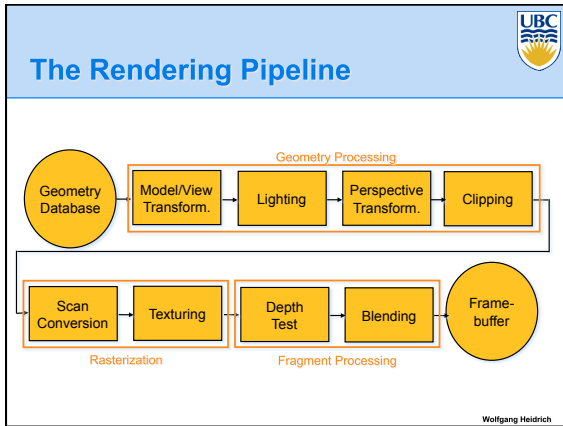 UBC
The Rendering Pipeline
Geometry Processing
Geometry
Database
Model/View
Transform.
Lighting
Perspective
Transform.
Clipping
Scan
Conversion
Texturing
Depth
Test
Blending
Frame-
buffer
Rasterization
Fragment Processing
Wolfgang Heidrich